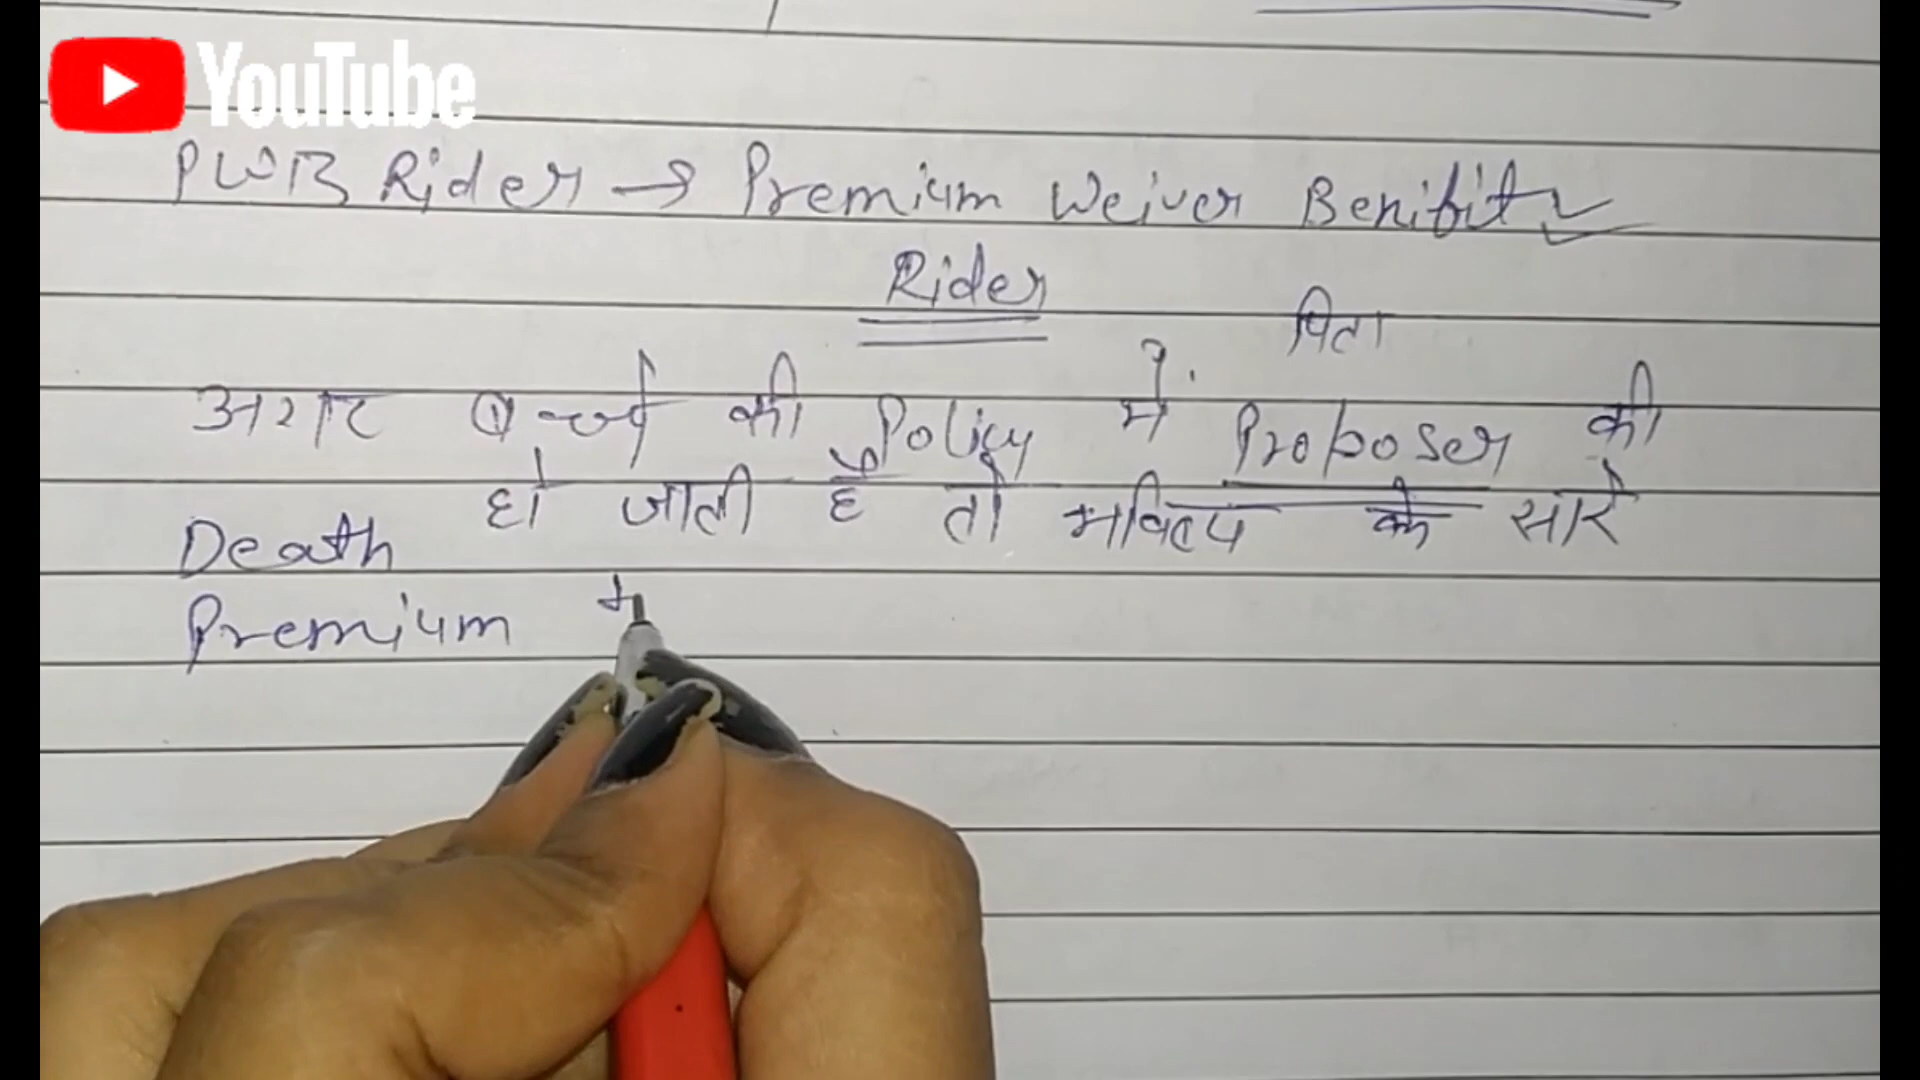 YouTube
PWB Rider → Premium Weiver Benifit
Rider
पिता
अगर बच्चे की Policy में Proposer की
Death हो जाती है तो भविष्य के सारे
Premium